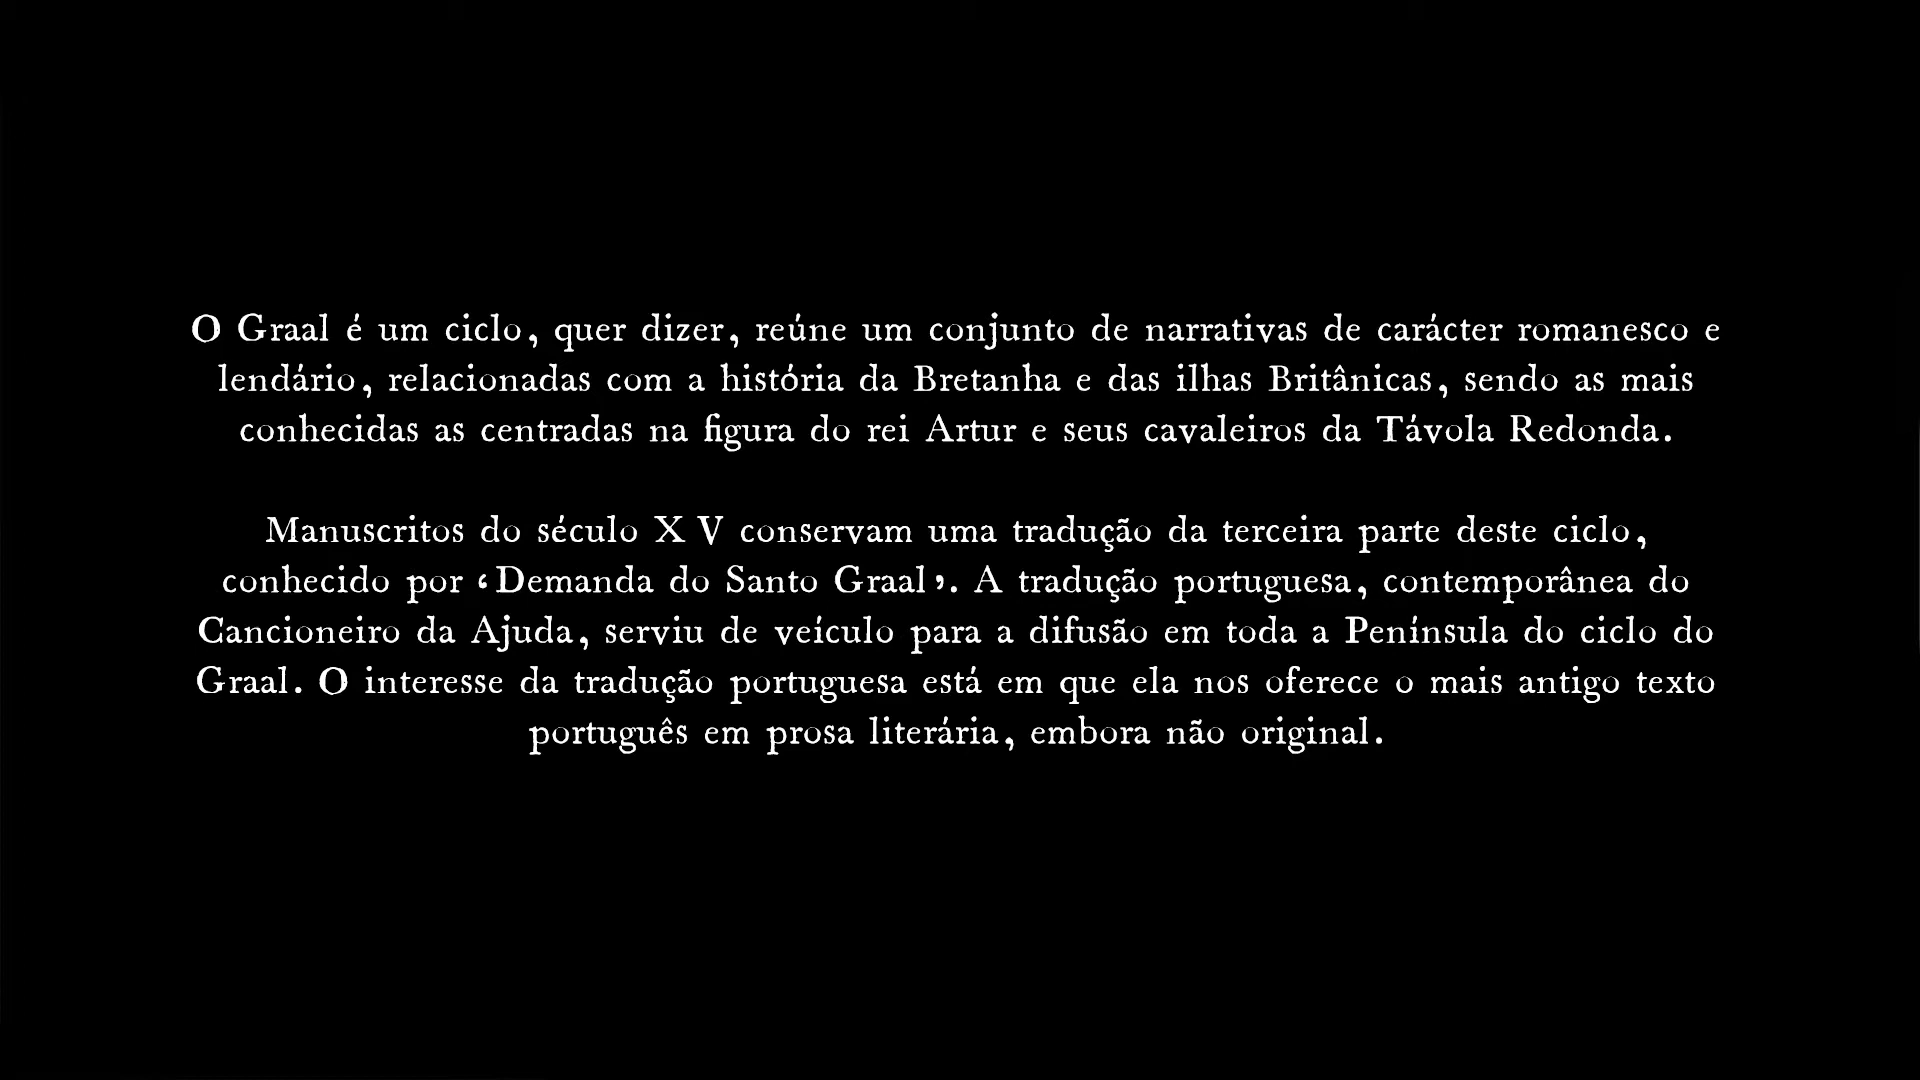 O Graal é um ciclo, quer dizer, reúne um conjunto de narrativas de carácter romanesco e
lendário, relacionadas com a história da Bretanha e das ilhas Britânicas, sendo as mais
conhecidas as centradas na figura do rei Artur e seus cavaleiros da Távola Redonda.
Manuscritos do século X V conservam uma tradução da terceira parte deste ciclo,
conhecido por ‘Demanda do Santo Graal’. A tradução portuguesa, contemporânea do
Cancioneiro da Ajuda, serviu de veículo para a difusão em toda a Península do ciclo do
Graal. O interesse da tradução portuguesa está em que ela nos oferece o mais antigo texto
português em prosa literária, embora não original.